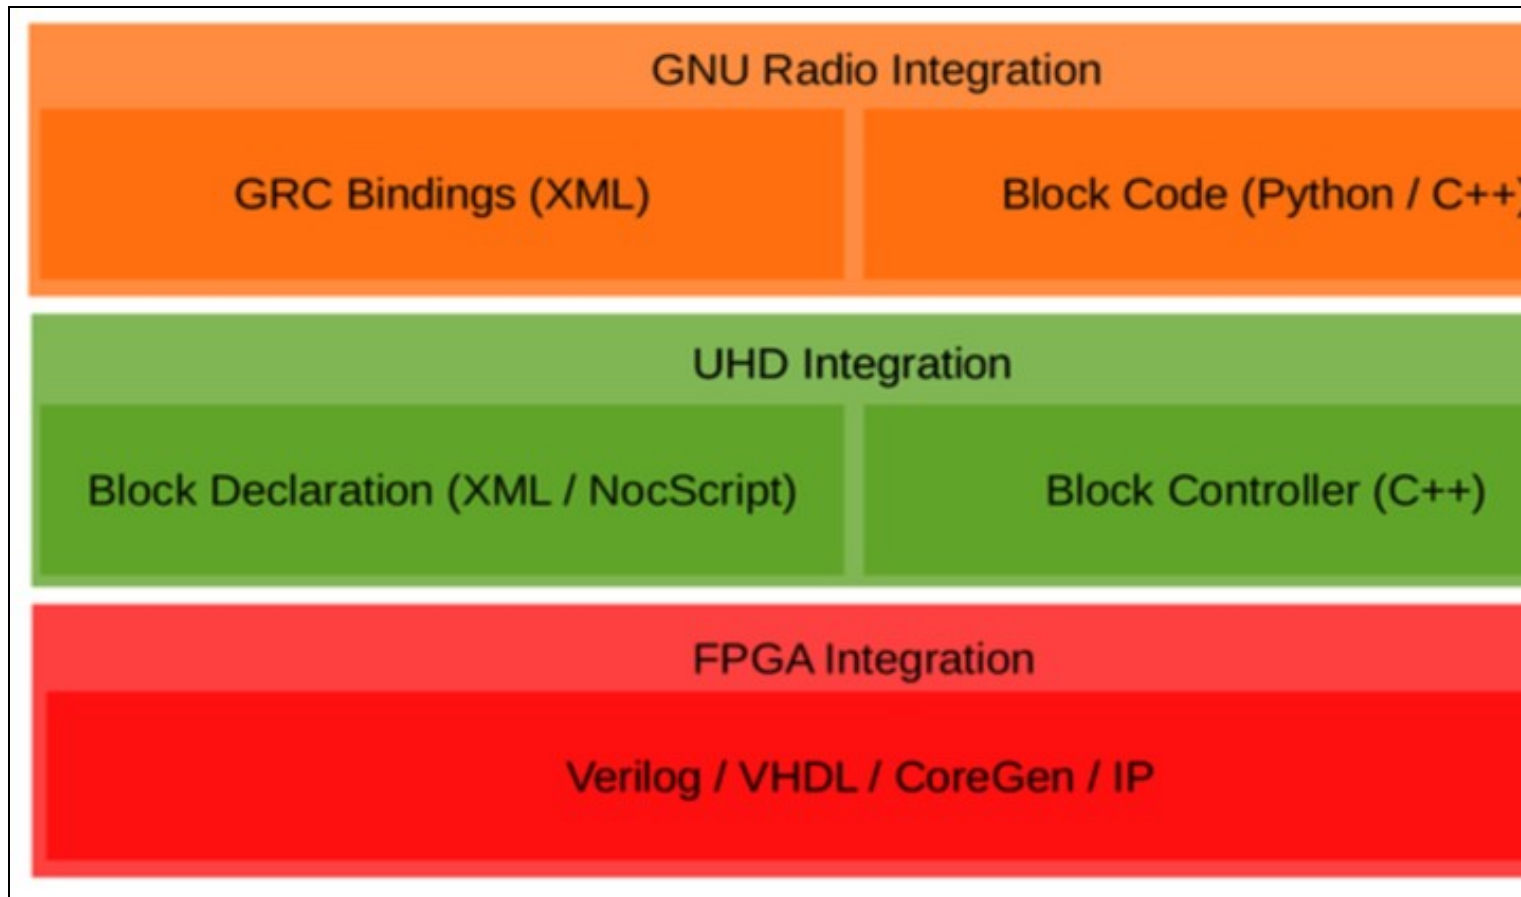 GNU Radio Integration
GRC Bindings (XML)
Block Code (Python / C++)
UHD Integration
Block Declaration (XML / NocScript)
Block Controller (C++)
FPGA Integration
Verilog / VHDL / CoreGen / IP